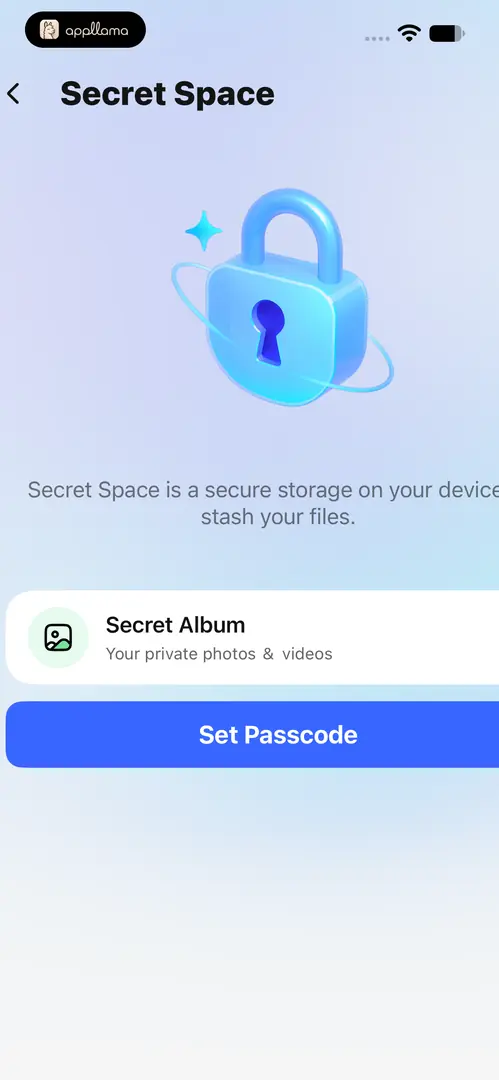 appllama
Secret Space
Secret Space is a secure storage on your device
stash your files.
Secret Album
Your private photos & videos
Set Passcode